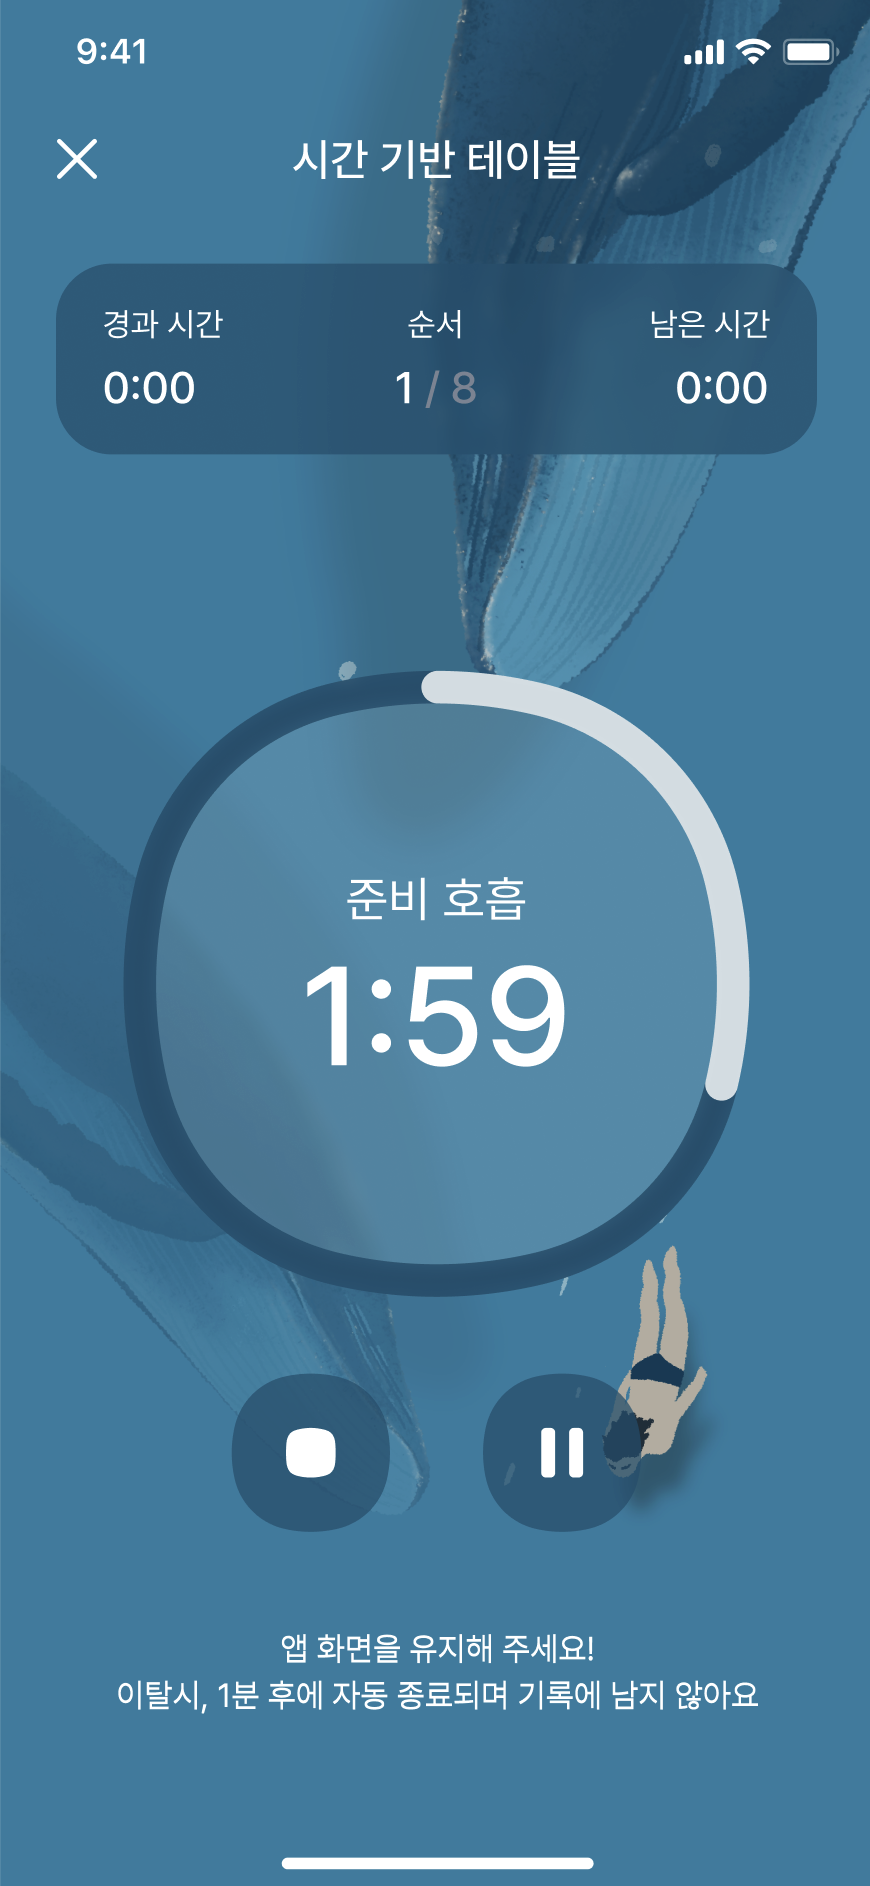 9:41
시간 기반 테이블
경과 시간 순서 남은 시간
0:00 1 / 8 0:00
준비 호흡
1:59
앱 화면을 유지해 주세요!
이탈시, 1분 후에 자동 종료되며 기록에 남지 않아요